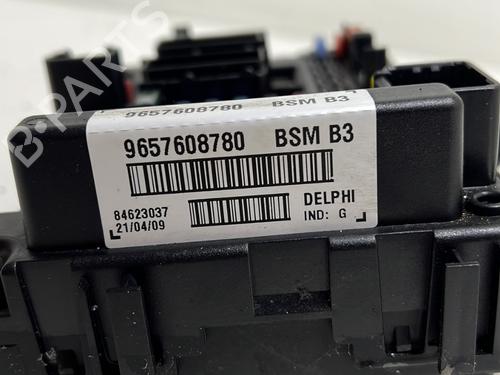 9657608780 BSM B3
9657608780 BSM B3
84623037 DELPHI
21/04/09 IND: G
B-PARTS